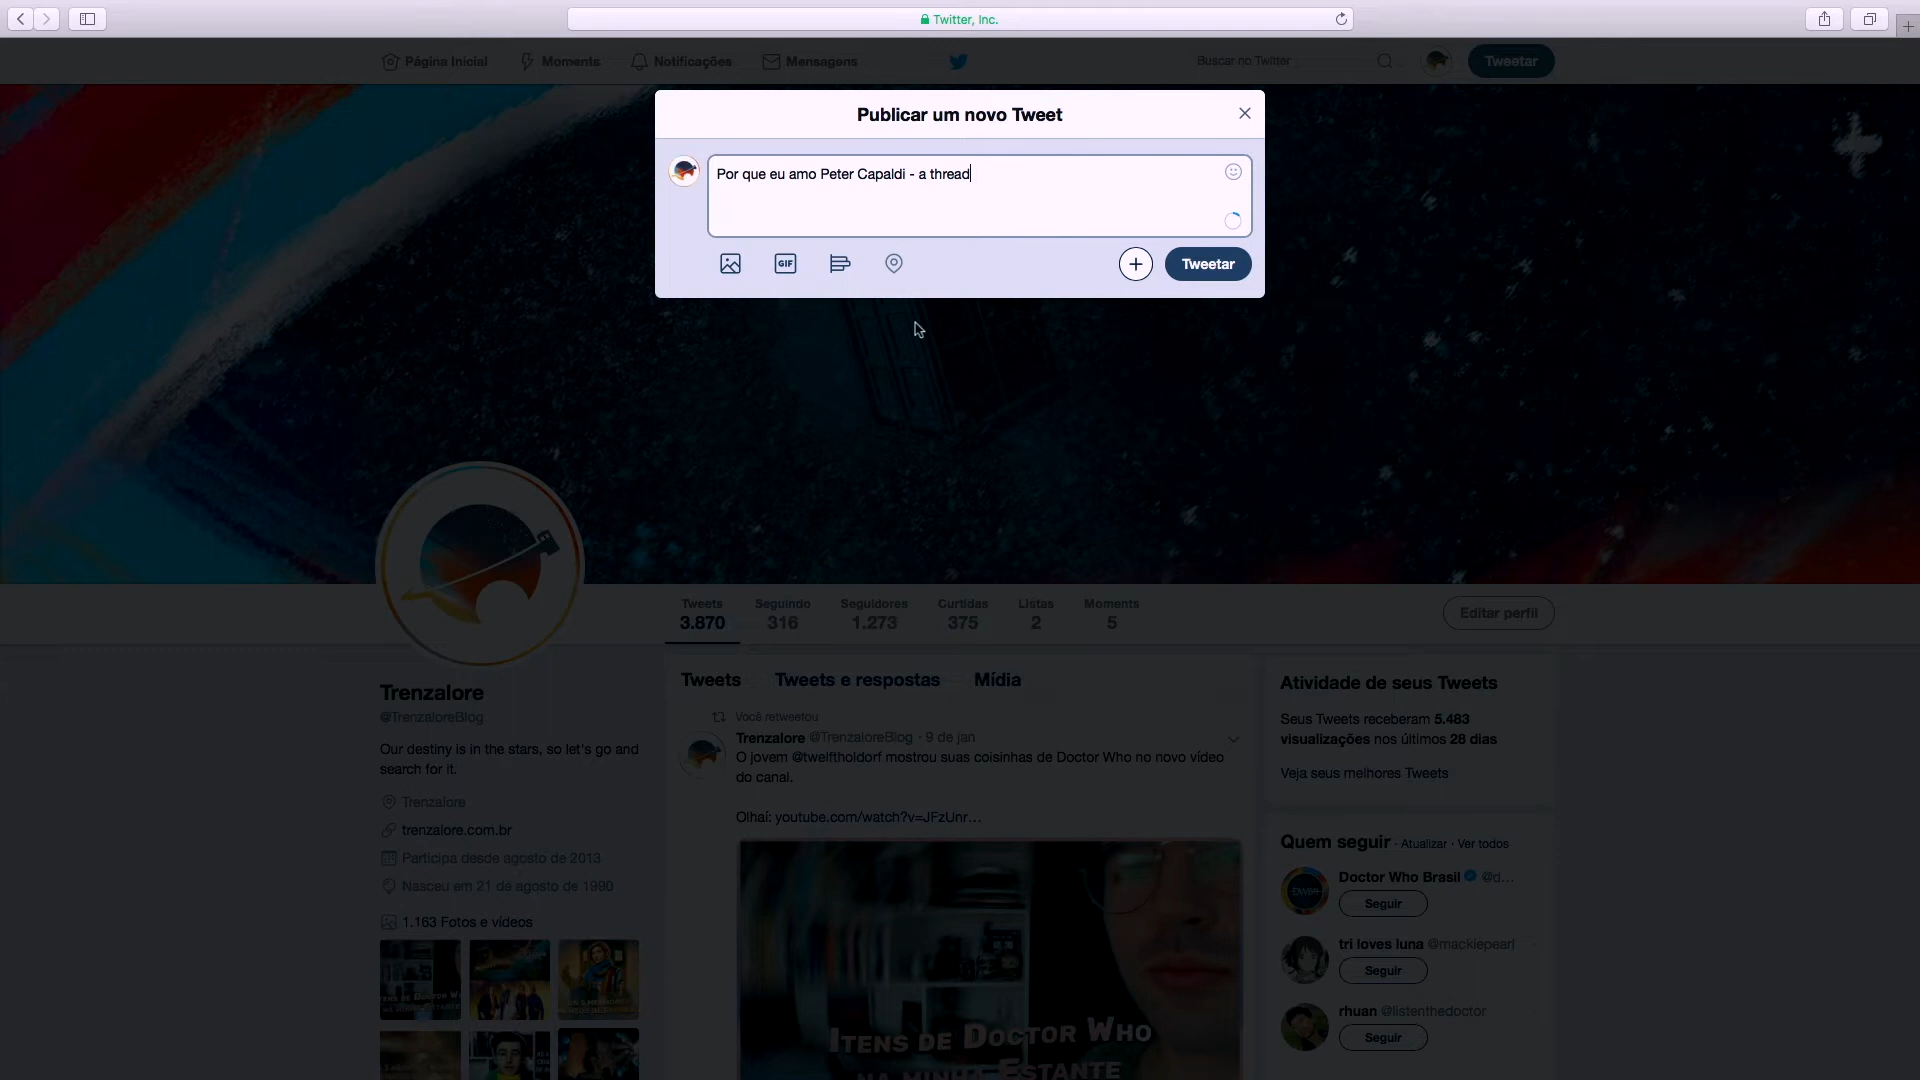 Twitter, Inc.
Página Inicial
Moments
Notificações
Mensagens
Buscar no Twitter
Tweetar
Publicar um novo Tweet
Por que eu amo Peter Capaldi - a thread
GIF
Tweetar
Tweets
3.870
Seguindo
316
Seguidores
1.273
Curtidas
375
Listas
2
Moments
5
Editar perfil
Trenzalore
@TrenzaloreBlog
Our destiny is in the stars, so let's go and
search for it.
Trenzalore
trenzalore.com.br
Participa desde agosto de 2013
Nasceu em 21 de agosto de 1990
1.163 Fotos e vídeos
Tweets
Tweets e respostas
Mídia
Você retweetou
Trenzalore @TrenzaloreBlog · 9 de jan
O jovem @twelftholdorf mostrou suas coisinhas de Doctor Who no novo vídeo
do canal.
Olhaí: youtube.com/watch?v=JFzUnr…
Itens de Doctor Who
na minha Estante
Atividade de seus Tweets
Seus Tweets receberam 5.483
visualizações nos últimos 28 dias
Veja seus melhores Tweets
Quem seguir · Atualizar · Ver todos
Doctor Who Brasil @d...
Seguir
tri loves luna @mackiepearl
Seguir
rhuan @listenthedoctor
Seguir